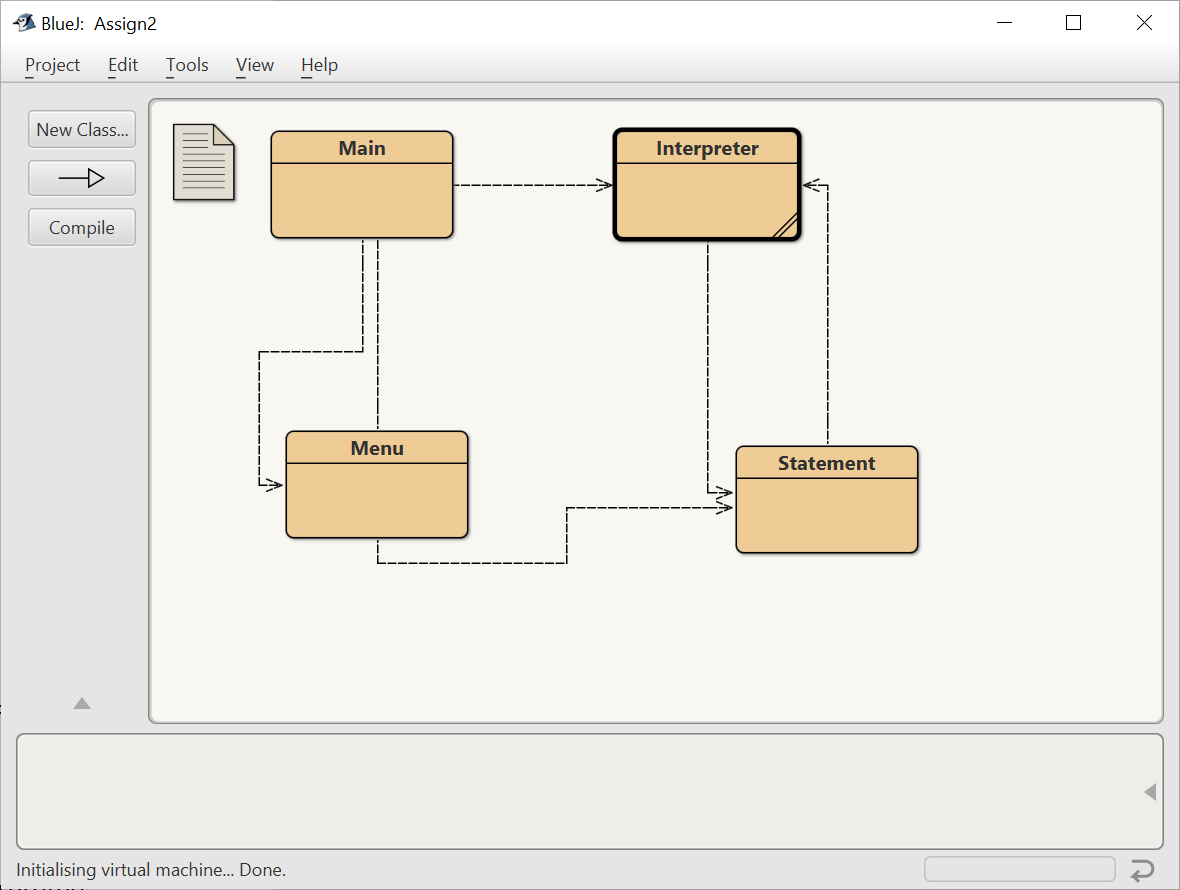 BlueJ: Assign2
Project Edit Tools View Help
New Class...
Compile
Main
Interpreter
Menu
Statement
Initialising virtual machine... Done.